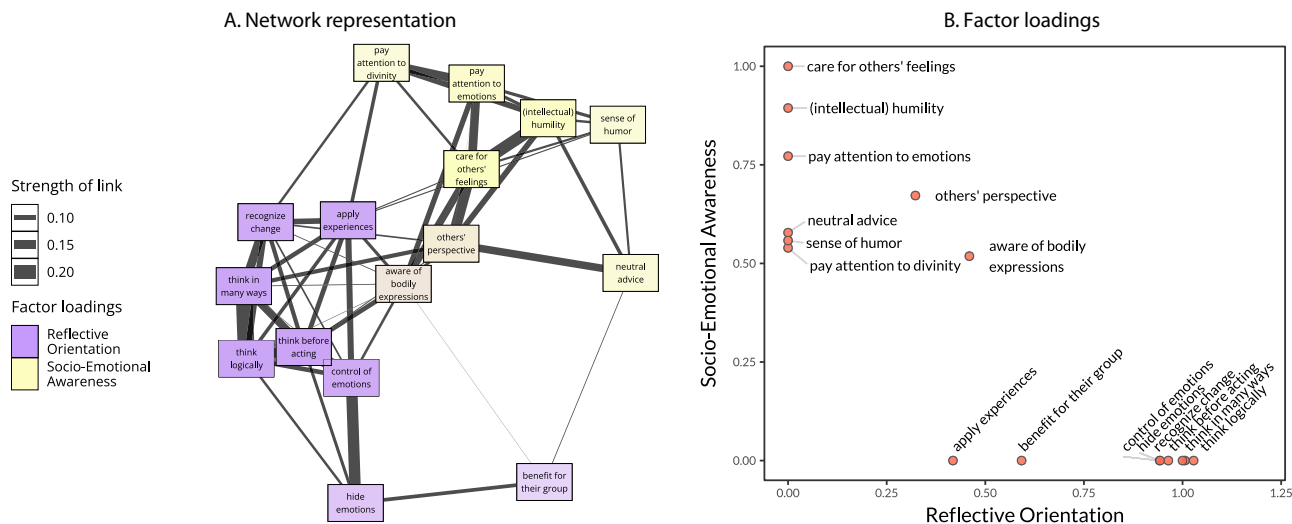 A. Network representation
pay
attention to
divinity
pay
attention to
emotions
(intellectual)
humility
sense of
humor
care for
others'
feelings
Strength of link
0.10
0.15
0.20
recognize
change
apply
experiences
others'
perspective
neutral
advice
think in
many ways
aware of
bodily
expressions
Factor loadings
Reflective
Orientation
Socio-Emotional
Awareness
think
logically
think before
acting
control of
emotions
benefit for
their group
hide
emotions
B. Factor loadings
Socio-Emotional Awareness
1.00
0.75
0.50
0.25
0.00
care for others' feelings
(intellectual) humility
pay attention to emotions
others' perspective
neutral advice
sense of humor
pay attention to divinity
aware of bodily
expressions
apply experiences
benefit for their group
control of emotions
hide emotions
recognize change
think before acting
think in many ways
think logically
0.00
0.25
0.50
0.75
1.00
1.25
Reflective Orientation